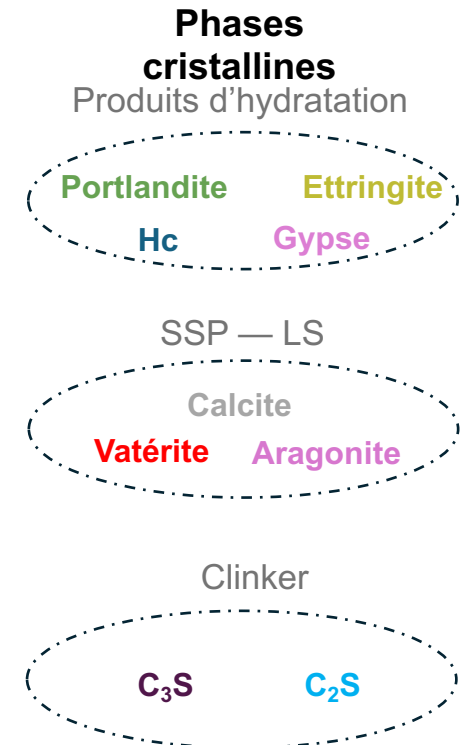 Phases
cristallines
Produits d’hydratation
Portlandite Ettringite
Hc Gypse
SSP — LS
Calcite
Vatérite Aragonite
Clinker
C₃S C₂S